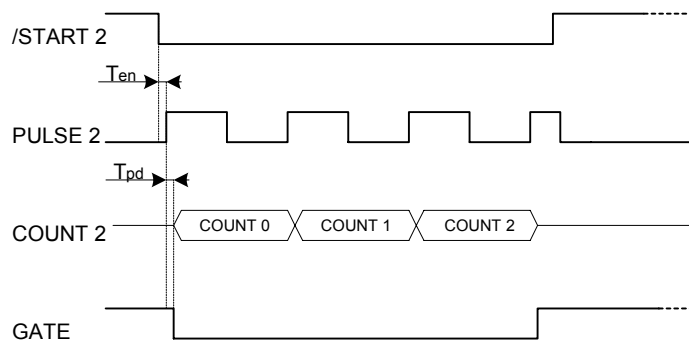 /START 2
Ten
PULSE 2
Tpd
COUNT 2
COUNT 0 COUNT 1 COUNT 2
GATE